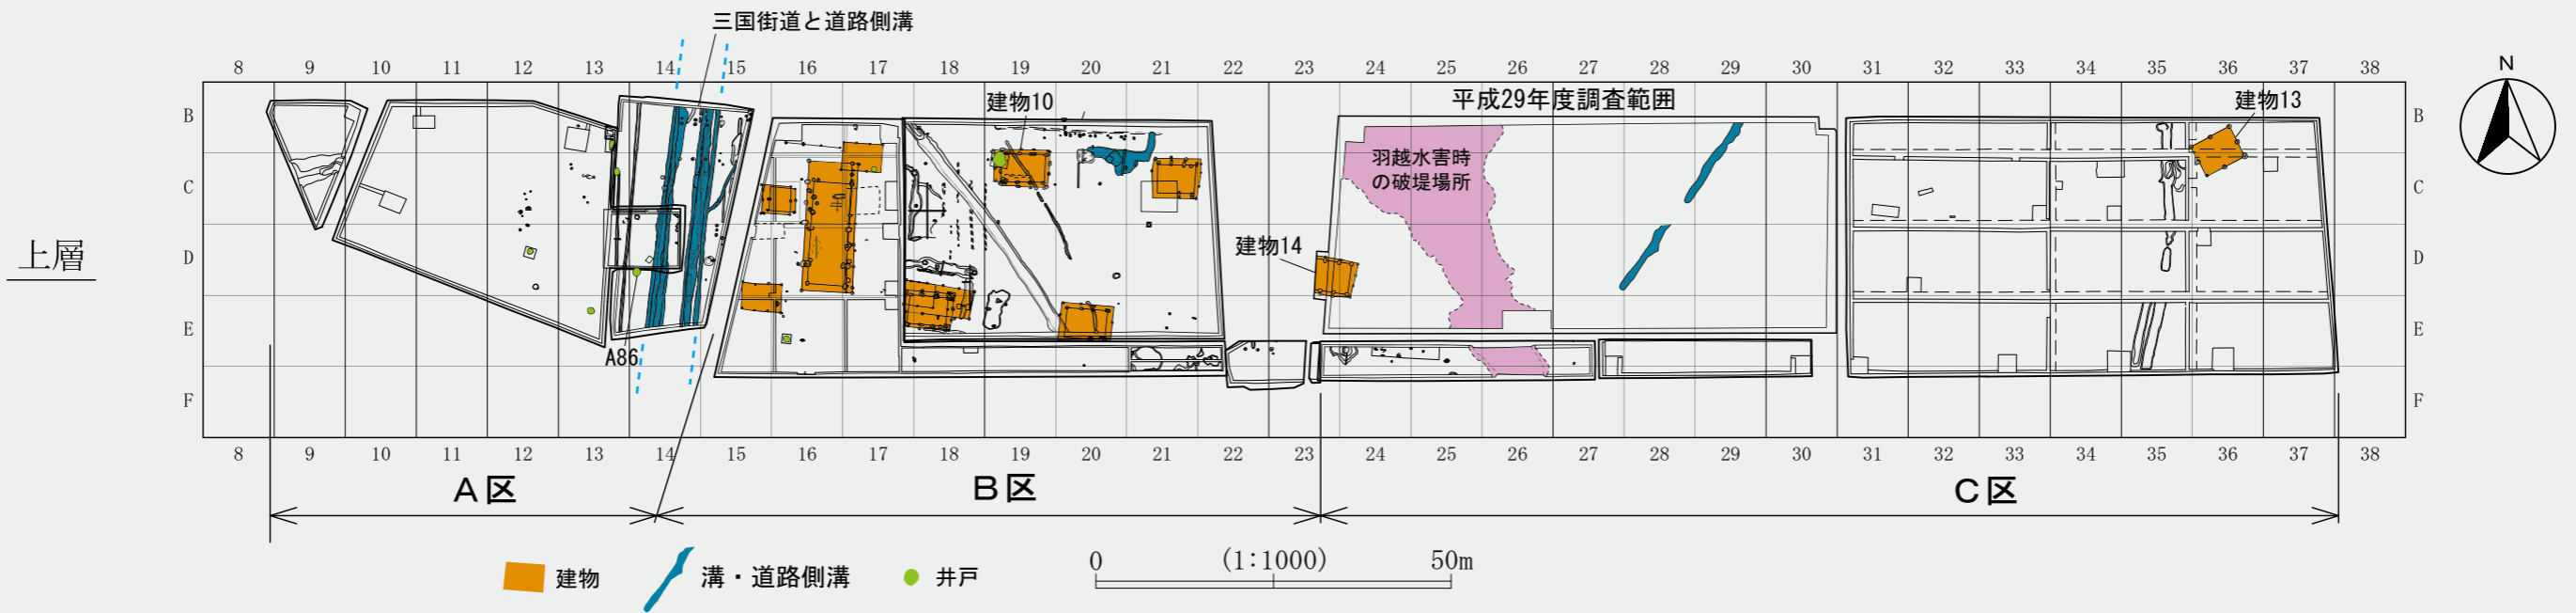 三国街道と道路側溝
8 9 10 11 12 13 14 15 16 17 18 19 20 21 22 23 24 25 26 27 28 29 30 31 32 33 34 35 36 37 38
N
建物10
平成29年度調査範囲
建物13
B B
羽越水害時
の破堤場所
C C
上層
建物14
D D
E E
A86
F F
8 9 10 11 12 13 14 15 16 17 18 19 20 21 22 23 24 25 26 27 28 29 30 31 32 33 34 35 36 37 38
A区 B区 C区
建物 溝・道路側溝 井戸
0 (1:1000) 50m